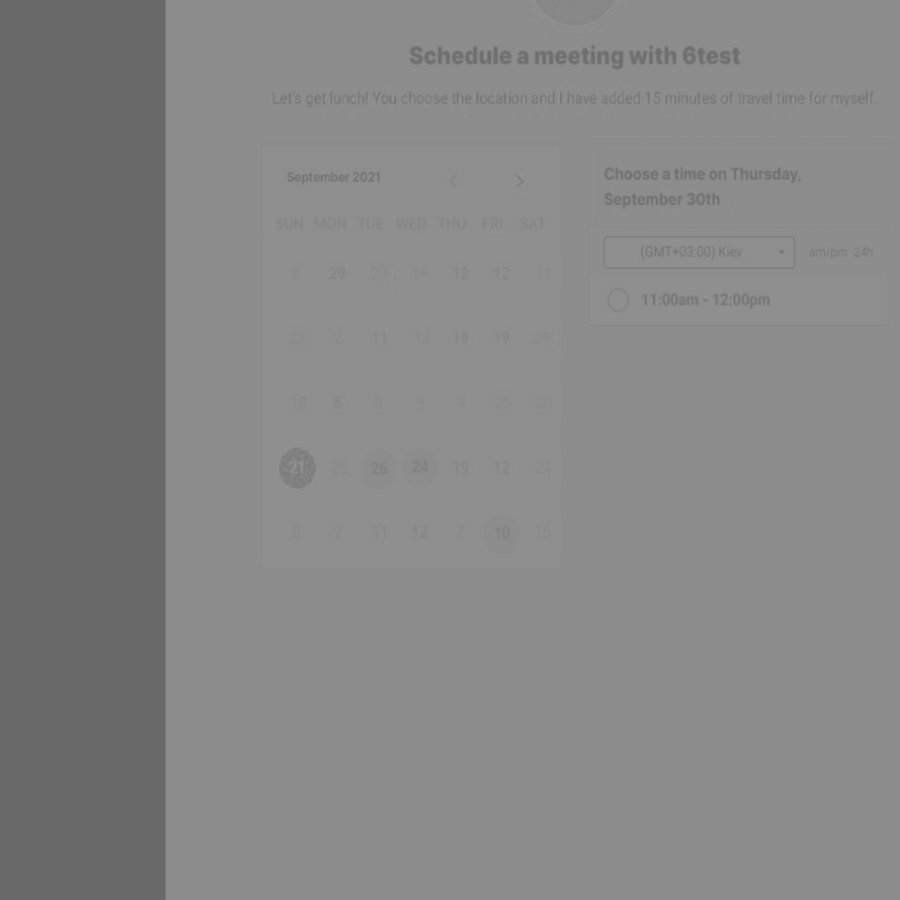 Schedule a meeting with 6test
Let's get lunch! You choose the location and I have added 15 minutes of travel time for myself.
September 2021
SUN MON TUE WED THU FRI SAT
8 28 29 14 12 12 11
23 2 11 13 19 19 29
18 5 8 9 9 25 30
21 26 26 24 19 12 24
8 2 31 12 7 10 16
Choose a time on Thursday,
September 30th
(GMT+03:00) Kiev
am/pm 24h
11:00am - 12:00pm